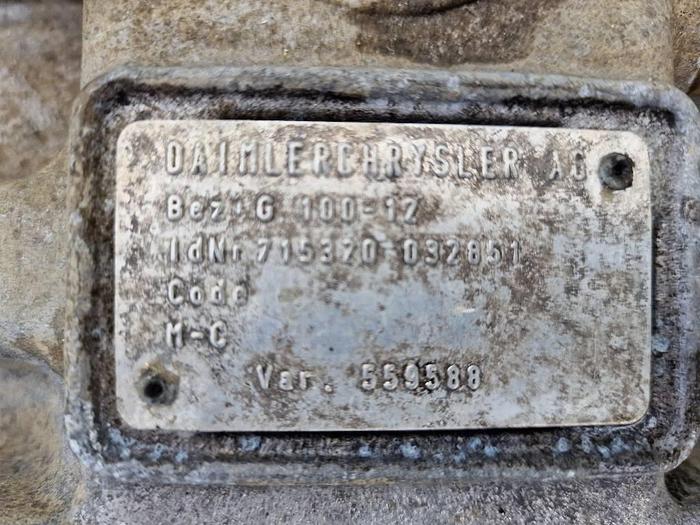 DAIMLERCHRYSLER AG
Bez. G 100-12
IdNr 715320-032851
Code
M-C
Var. 559588